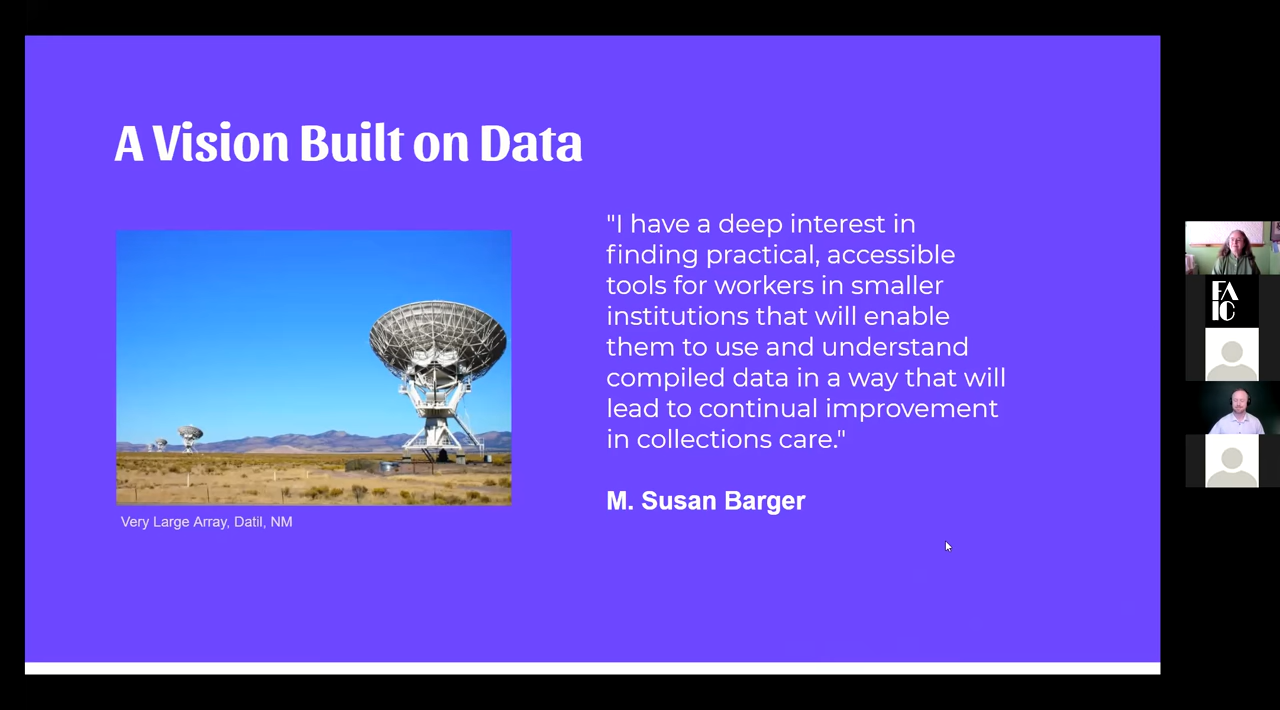 A Vision Built on Data
"I have a deep interest in
finding practical, accessible
tools for workers in smaller
institutions that will enable
them to use and understand
compiled data in a way that will
lead to continual improvement
in collections care."
M. Susan Barger
Very Large Array, Datil, NM
FA
IC